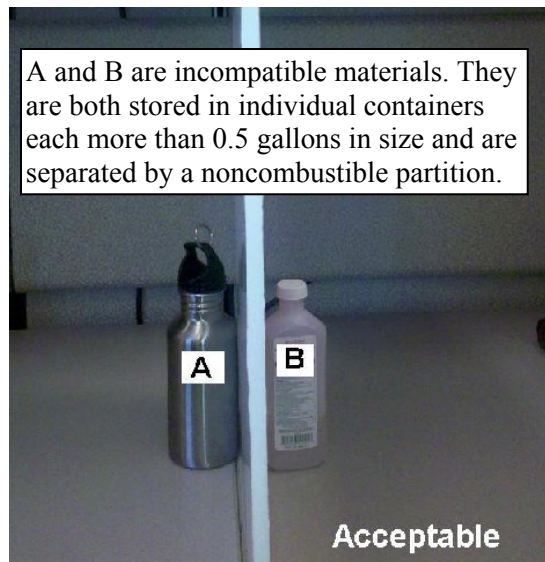 A and B are incompatible materials. They
are both stored in individual containers
each more than 0.5 gallons in size and are
separated by a noncombustible partition.
A
B
Acceptable